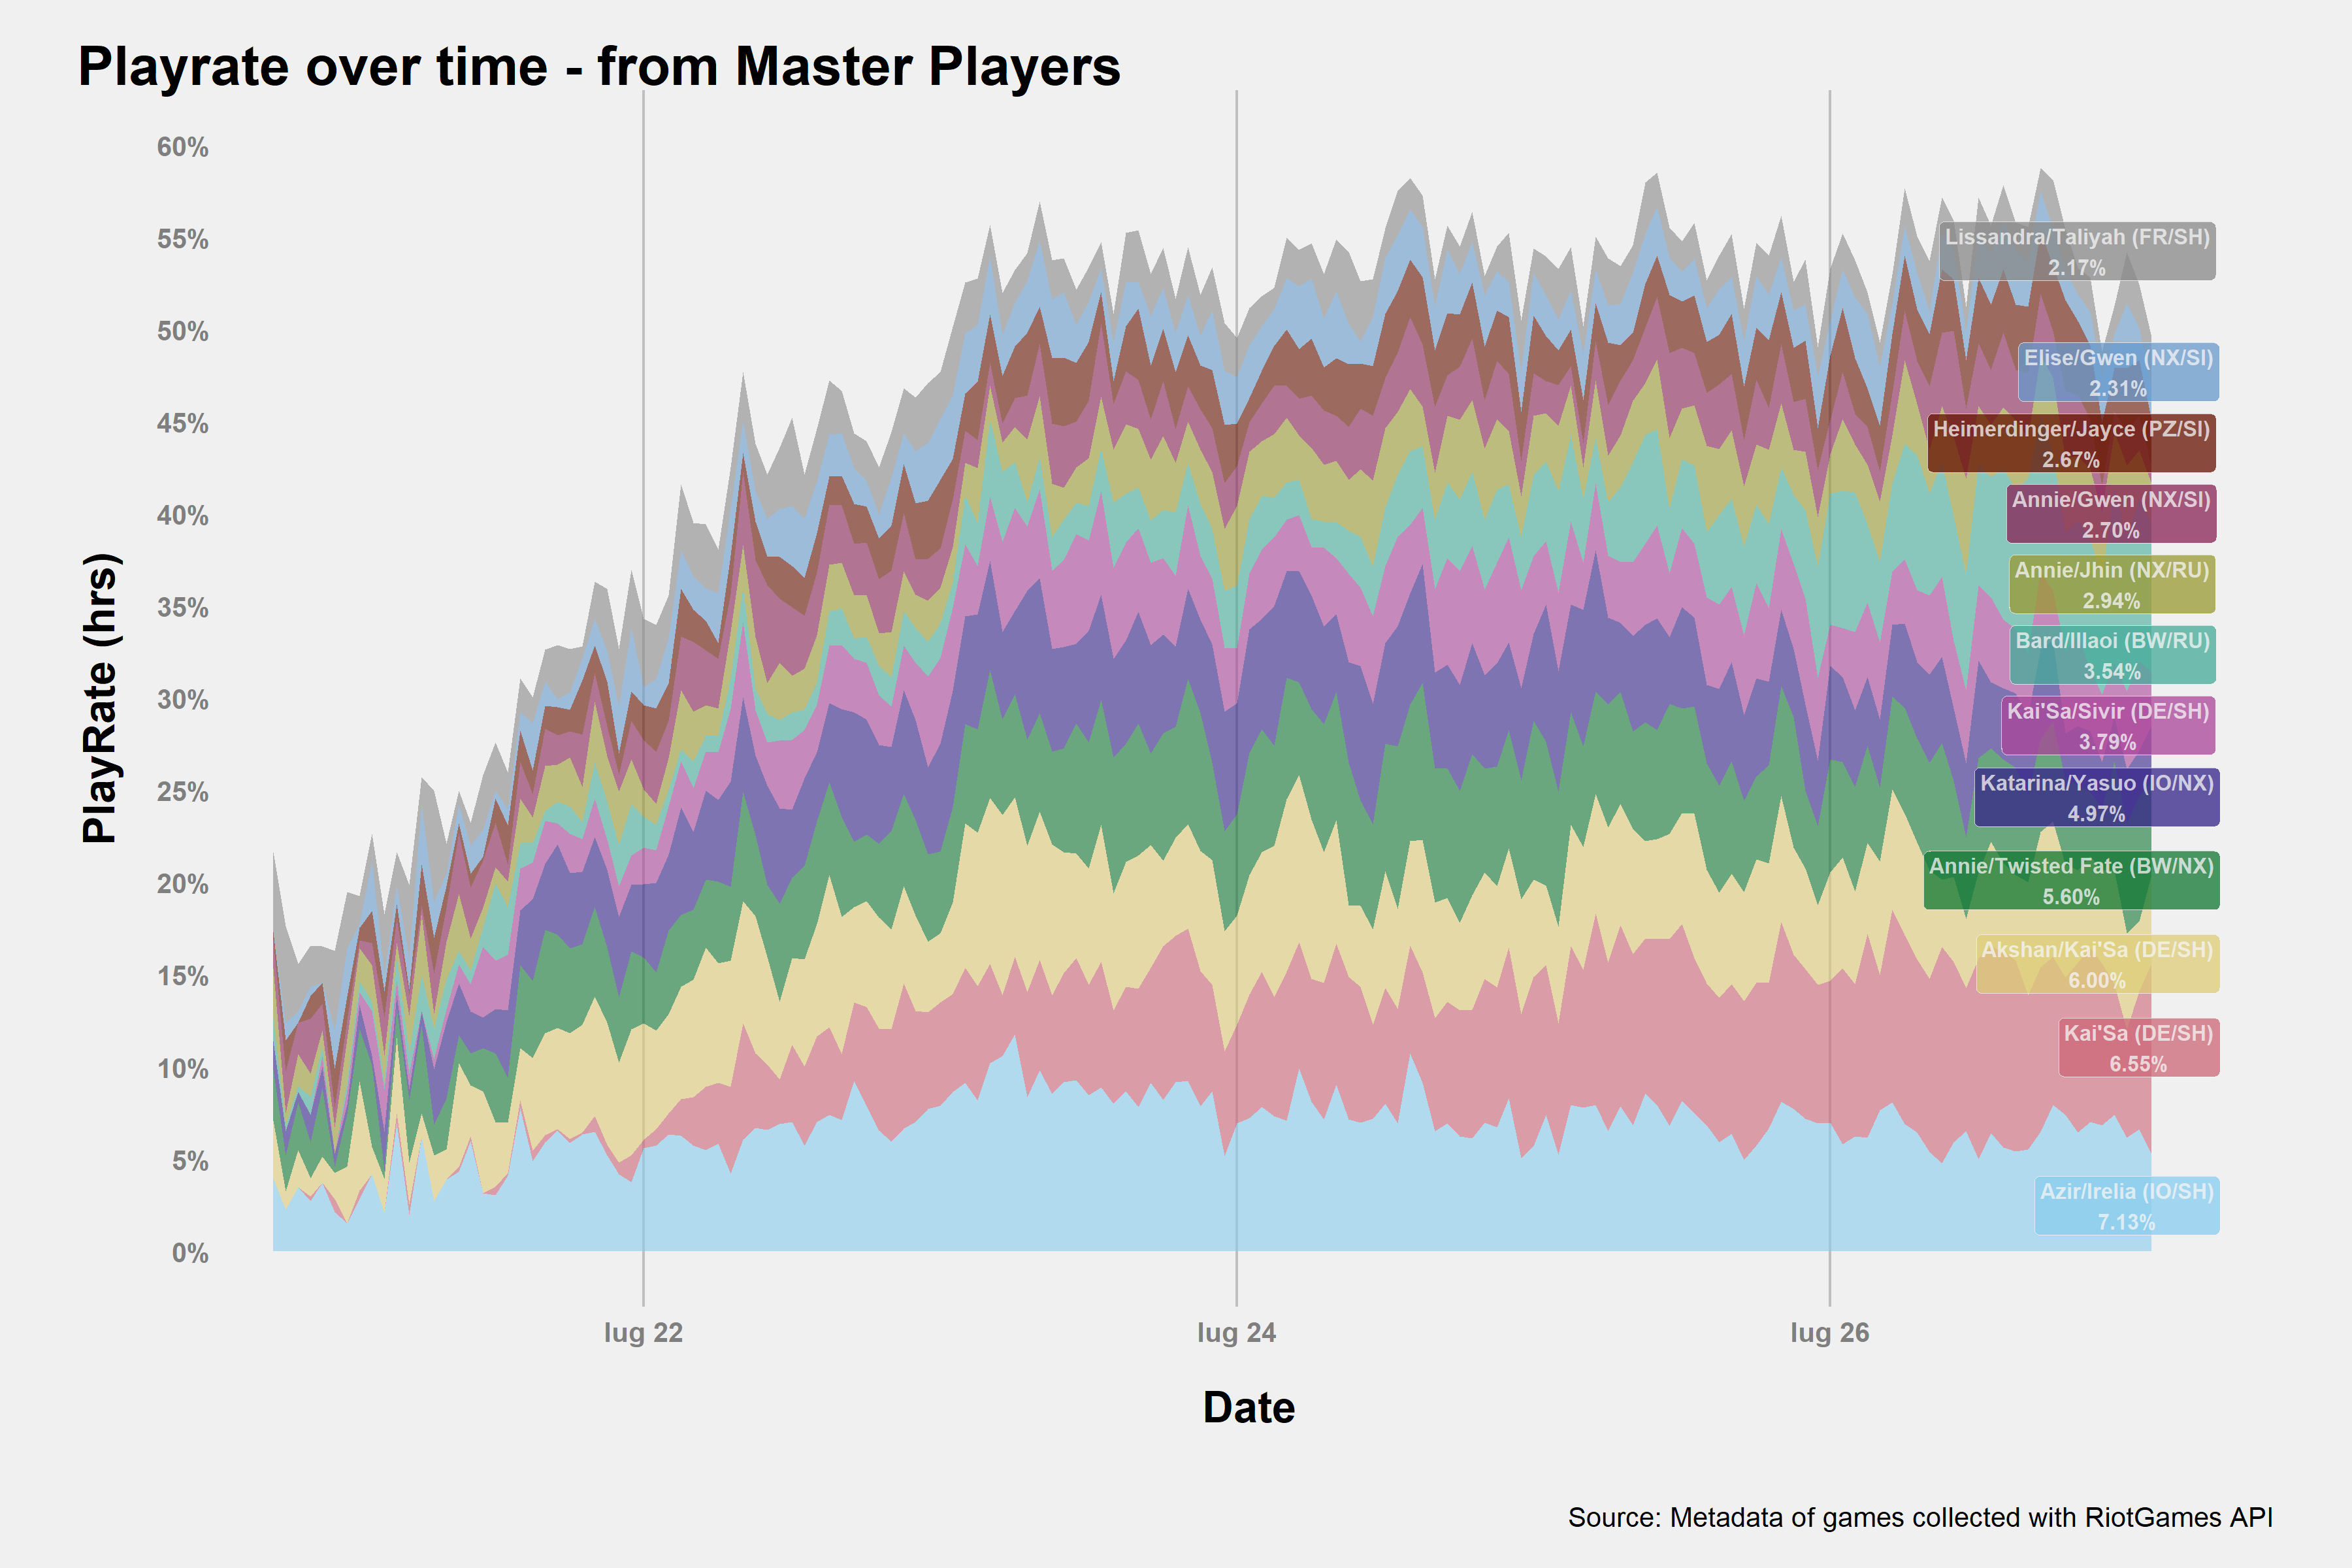 Playrate over time - from Master Players
PlayRate (hrs)
60%
55%
50%
45%
40%
35%
30%
25%
20%
15%
10%
5%
0%
Lissandra/Taliyah (FR/SH)
2.17%
Elise/Gwen (NX/SI)
2.31%
Heimerdinger/Jayce (PZ/SI)
2.67%
Annie/Gwen (NX/SI)
2.70%
Annie/Jhin (NX/RU)
2.94%
Bard/Illaoi (BW/RU)
3.54%
Kai'Sa/Sivir (DE/SH)
3.79%
Katarina/Yasuo (IO/NX)
4.97%
Annie/Twisted Fate (BW/NX)
5.60%
Akshan/Kai'Sa (DE/SH)
6.00%
Kai'Sa (DE/SH)
6.55%
Azir/Irelia (IO/SH)
7.13%
lug 22
lug 24
lug 26
Date
Source: Metadata of games collected with RiotGames API